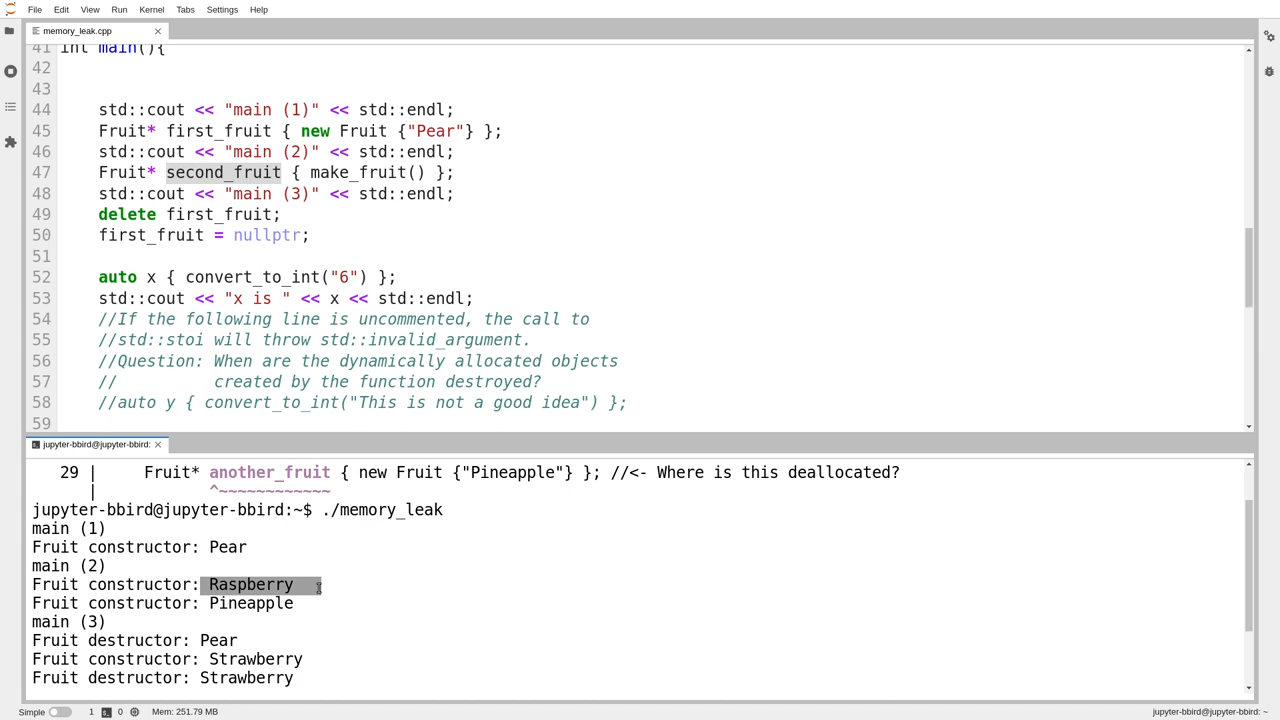 File Edit View Run Kernel Tabs Settings Help
memory_leak.cpp
41 int main(){
42
43
44 std::cout << "main (1)" << std::endl;
45 Fruit* first_fruit { new Fruit {"Pear"} };
46 std::cout << "main (2)" << std::endl;
47 Fruit* second_fruit { make_fruit() };
48 std::cout << "main (3)" << std::endl;
49 delete first_fruit;
50 first_fruit = nullptr;
51
52 auto x { convert_to_int("6") };
53 std::cout << "x is " << x << std::endl;
54 //If the following line is uncommented, the call to
55 //std::stoi will throw std::invalid_argument.
56 //Question: When are the dynamically allocated objects
57 // created by the function destroyed?
58 //auto y { convert_to_int("This is not a good idea") };
59
jupyter-bbird@jupyter-bbird:
29 | Fruit* another_fruit { new Fruit {"Pineapple"} }; //<- Where is this deallocated?
| ^~~~~~~~~~~~~
jupyter-bbird@jupyter-bbird:~$ ./memory_leak
main (1)
Fruit constructor: Pear
main (2)
Fruit constructor: Raspberry
Fruit constructor: Pineapple
main (3)
Fruit destructor: Pear
Fruit constructor: Strawberry
Fruit destructor: Strawberry
Simple 1 0 Mem: 251.79 MB jupyter-bbird@jupyter-bbird: ~